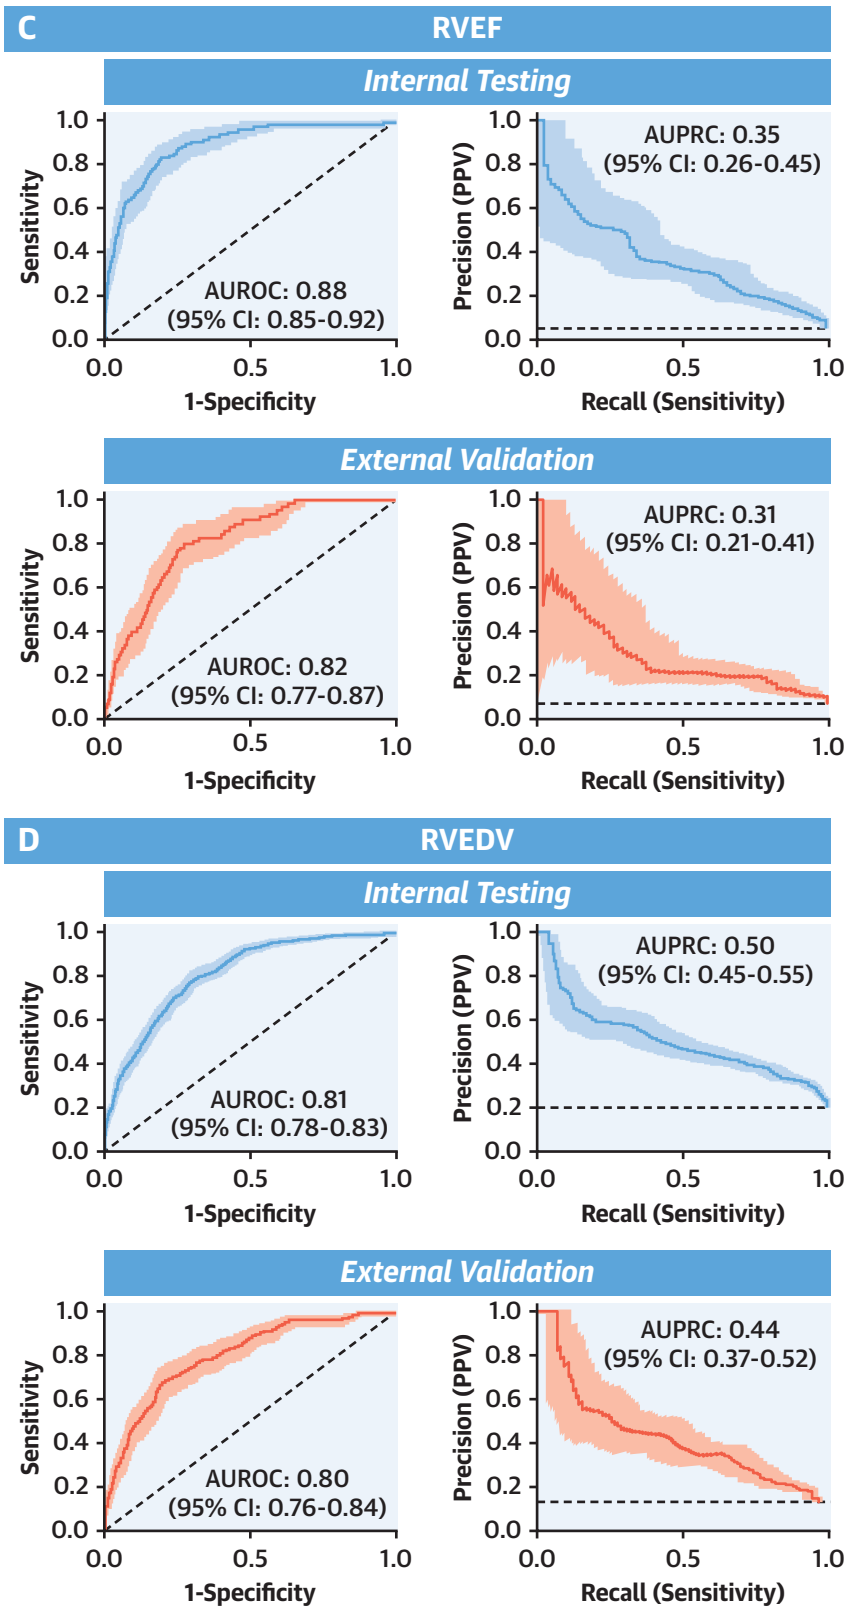 C RVEF
Internal Testing
1.0
0.8
0.6
0.4
0.2
0.0
Sensitivity
AUROC: 0.88
(95% CI: 0.85-0.92)
0.0 0.5 1.0
1-Specificity
1.0
0.8
0.6
0.4
0.2
0.0
Precision (PPV)
AUPRC: 0.35
(95% CI: 0.26-0.45)
0.0 0.5 1.0
Recall (Sensitivity)
External Validation
1.0
0.8
0.6
0.4
0.2
0.0
Sensitivity
AUROC: 0.82
(95% CI: 0.77-0.87)
0.0 0.5 1.0
1-Specificity
1.0
0.8
0.6
0.4
0.2
0.0
Precision (PPV)
AUPRC: 0.31
(95% CI: 0.21-0.41)
0.0 0.5 1.0
Recall (Sensitivity)
D RVEDV
Internal Testing
1.0
0.8
0.6
0.4
0.2
0.0
Sensitivity
AUROC: 0.81
(95% CI: 0.78-0.83)
0.0 0.5 1.0
1-Specificity
1.0
0.8
0.6
0.4
0.2
0.0
Precision (PPV)
AUPRC: 0.50
(95% CI: 0.45-0.55)
0.0 0.5 1.0
Recall (Sensitivity)
External Validation
1.0
0.8
0.6
0.4
0.2
0.0
Sensitivity
AUROC: 0.80
(95% CI: 0.76-0.84)
0.0 0.5 1.0
1-Specificity
1.0
0.8
0.6
0.4
0.2
0.0
Precision (PPV)
AUPRC: 0.44
(95% CI: 0.37-0.52)
0.0 0.5 1.0
Recall (Sensitivity)